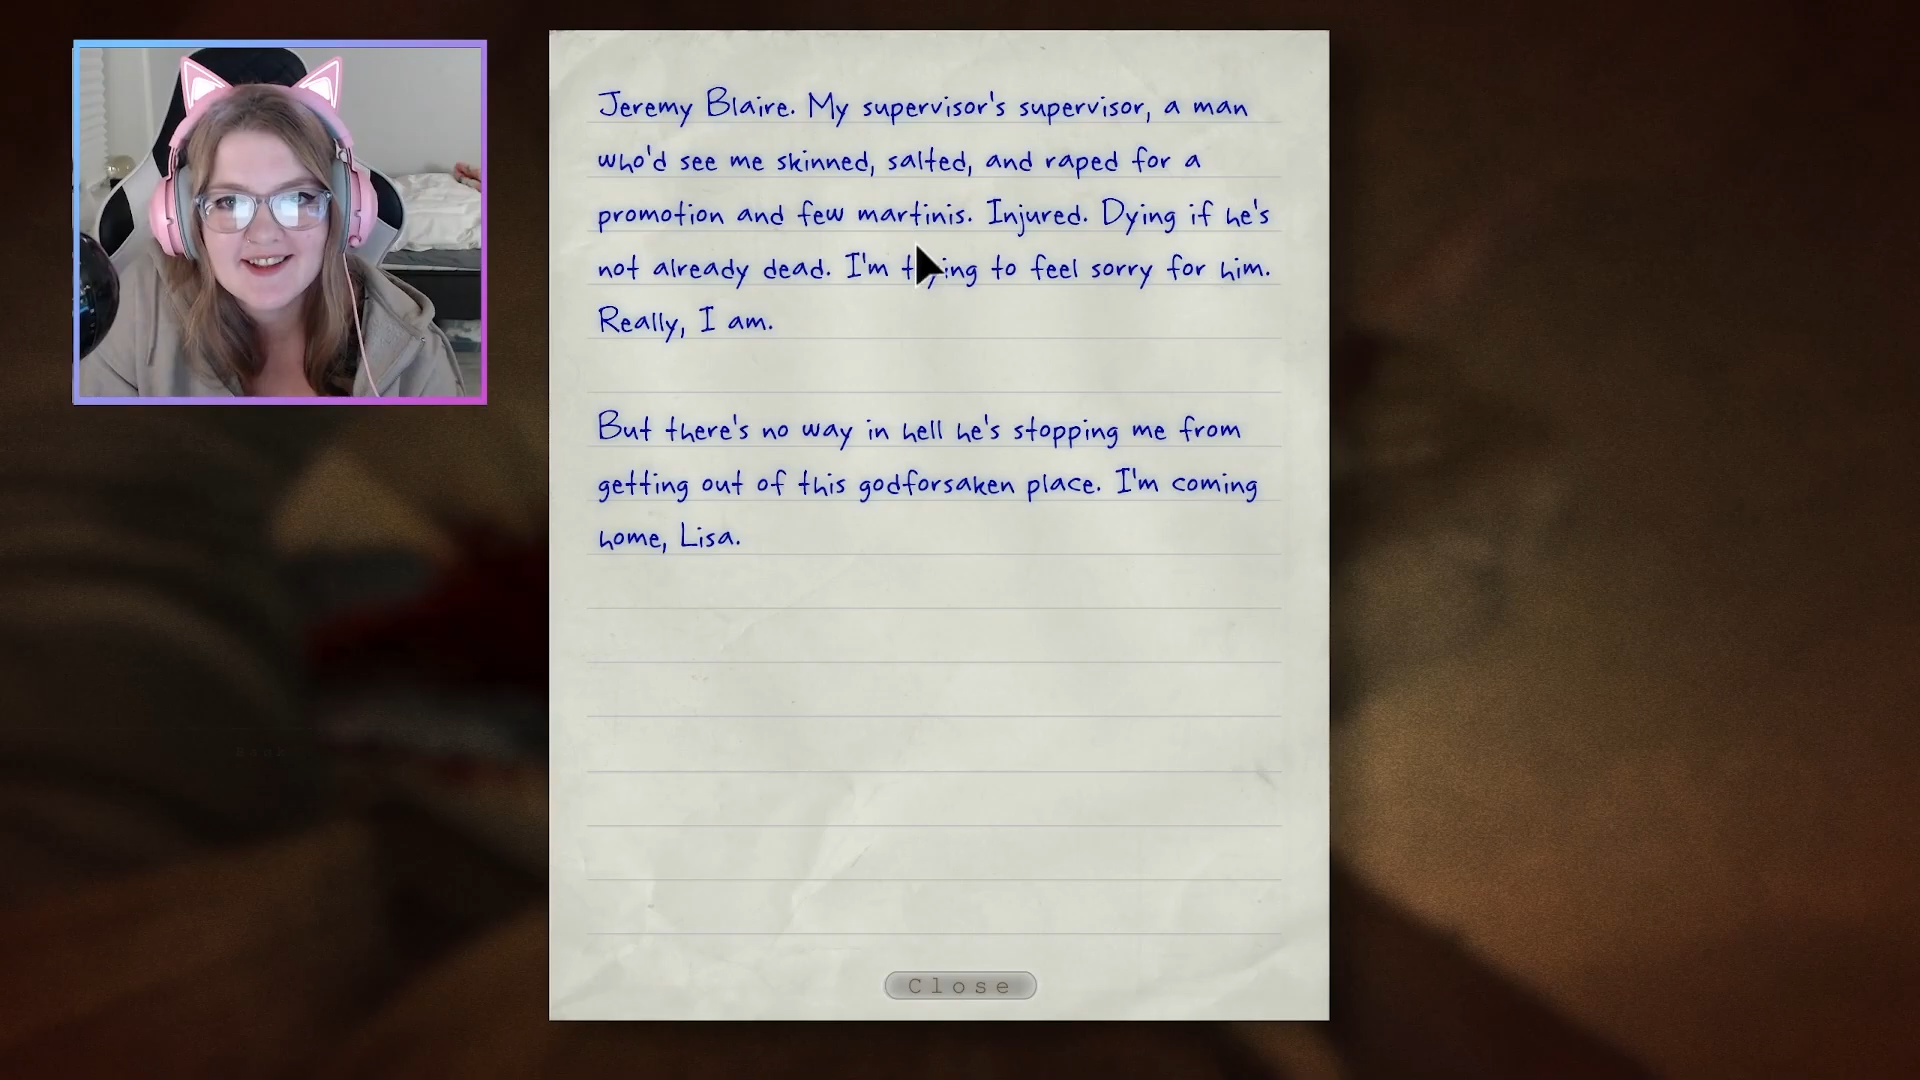 Jeremy Blaire. My supervisor's supervisor, a man
who'd see me skinned, salted, and raped for a
promotion and few martinis. Injured. Dying if he's
not already dead. I'm trying to feel sorry for him.
Really, I am.
But there's no way in hell he's stopping me from
getting out of this godforsaken place. I'm coming
home, Lisa.
Close